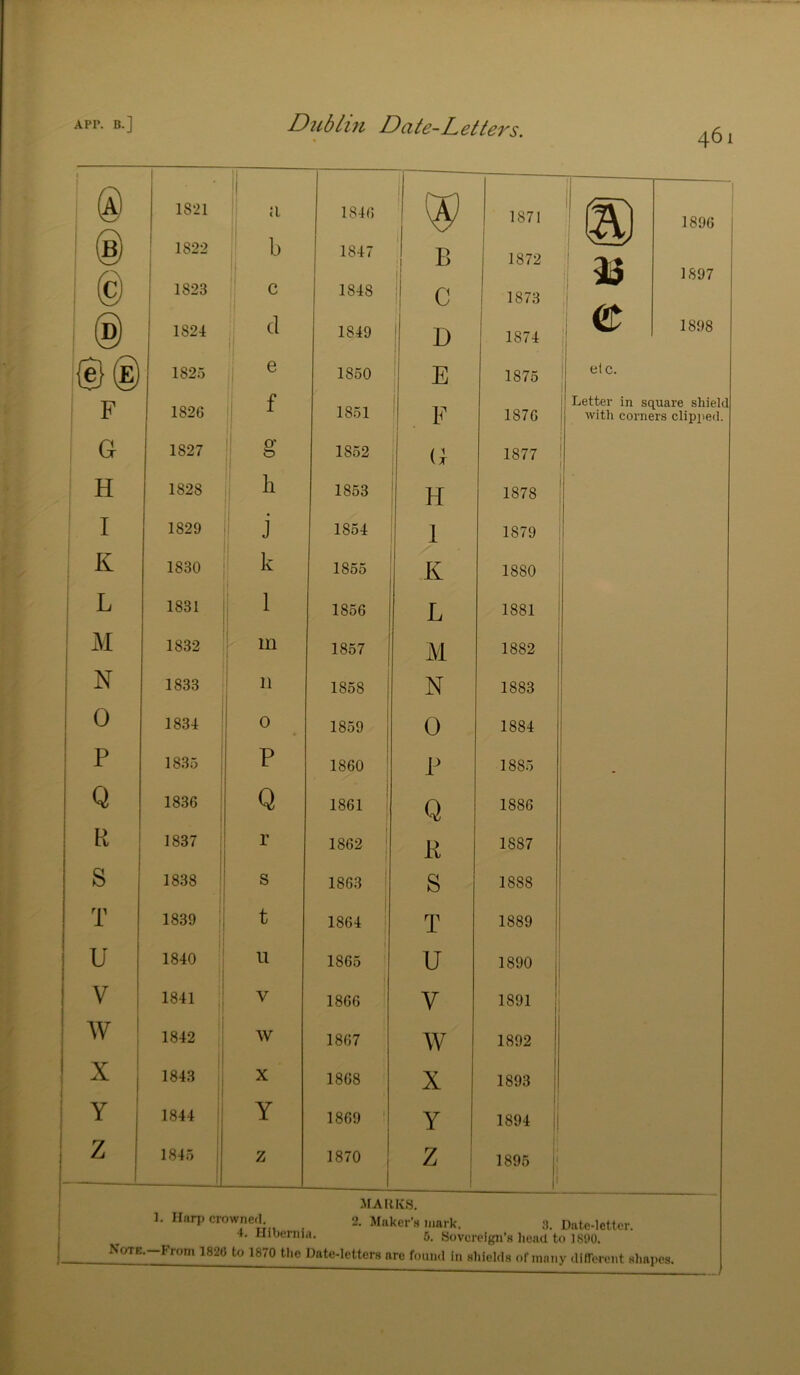 APP. B.] Dublin Date-Letters. 461
A 1821 a 1846 A 1871 A 1896
B 1822 b 1847 B 1872 B 1897
C 1823 c 1848 C 1873 C 1898
D 1824 d 1849 D 1874
e E 1825 e 1850 E 1875 etc.
F 1826 f 1851 F 1876 Letter in square shield
with corners clipped.
G 1827 g 1852 G 1877
H 1828 h 1853 H 1878
I 1829 j 1854 I 1879
K 1830 k 1855 K 1880
L 1831 l 1856 L 1881
M 1832 m 1857 M 1882
N 1833 n 1858 N 1883
O 1834 o 1859 O 1884
P 1835 P 1860 P 1885
Q 1836 Q 1861 Q 1886
R 1837 r 1862 R 1887
S 1838 s 1863 S 1888
T 1839 t 1864 T 1889
U 1840 u 1865 U 1890
V 1841 v 1866 V 1891
W 1842 w 1867 W 1892
X 1843 x 1868 X 1893
Y 1844 Y 1869 Y 1894
Z 1845 z 1870 Z 1895
MARKS.
1. Harp crowned. 2. Maker's mark. 3. Date-letter.
4. Hibernia. 5. Sovereign's head to 1890.
NOTE.—From 1826 to 1870 the Date-letters are found in shields of many different shapes.